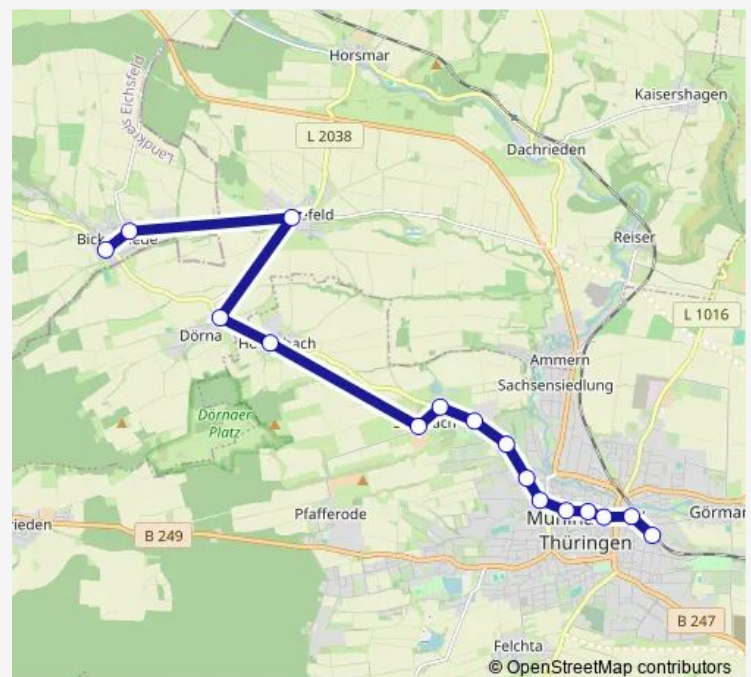 Horsmar
Kaisershagen
Landkreis Eichsfeld
L 2038
Dachrieden
Reiser
L 1016
Dörna
Ammern
Sachsensiedlung
Dörnaer
Platz
Pfafferode
rieden
B 249
Thüringen
Görmar
B 247
Felchta
© OpenStreetMap contributors